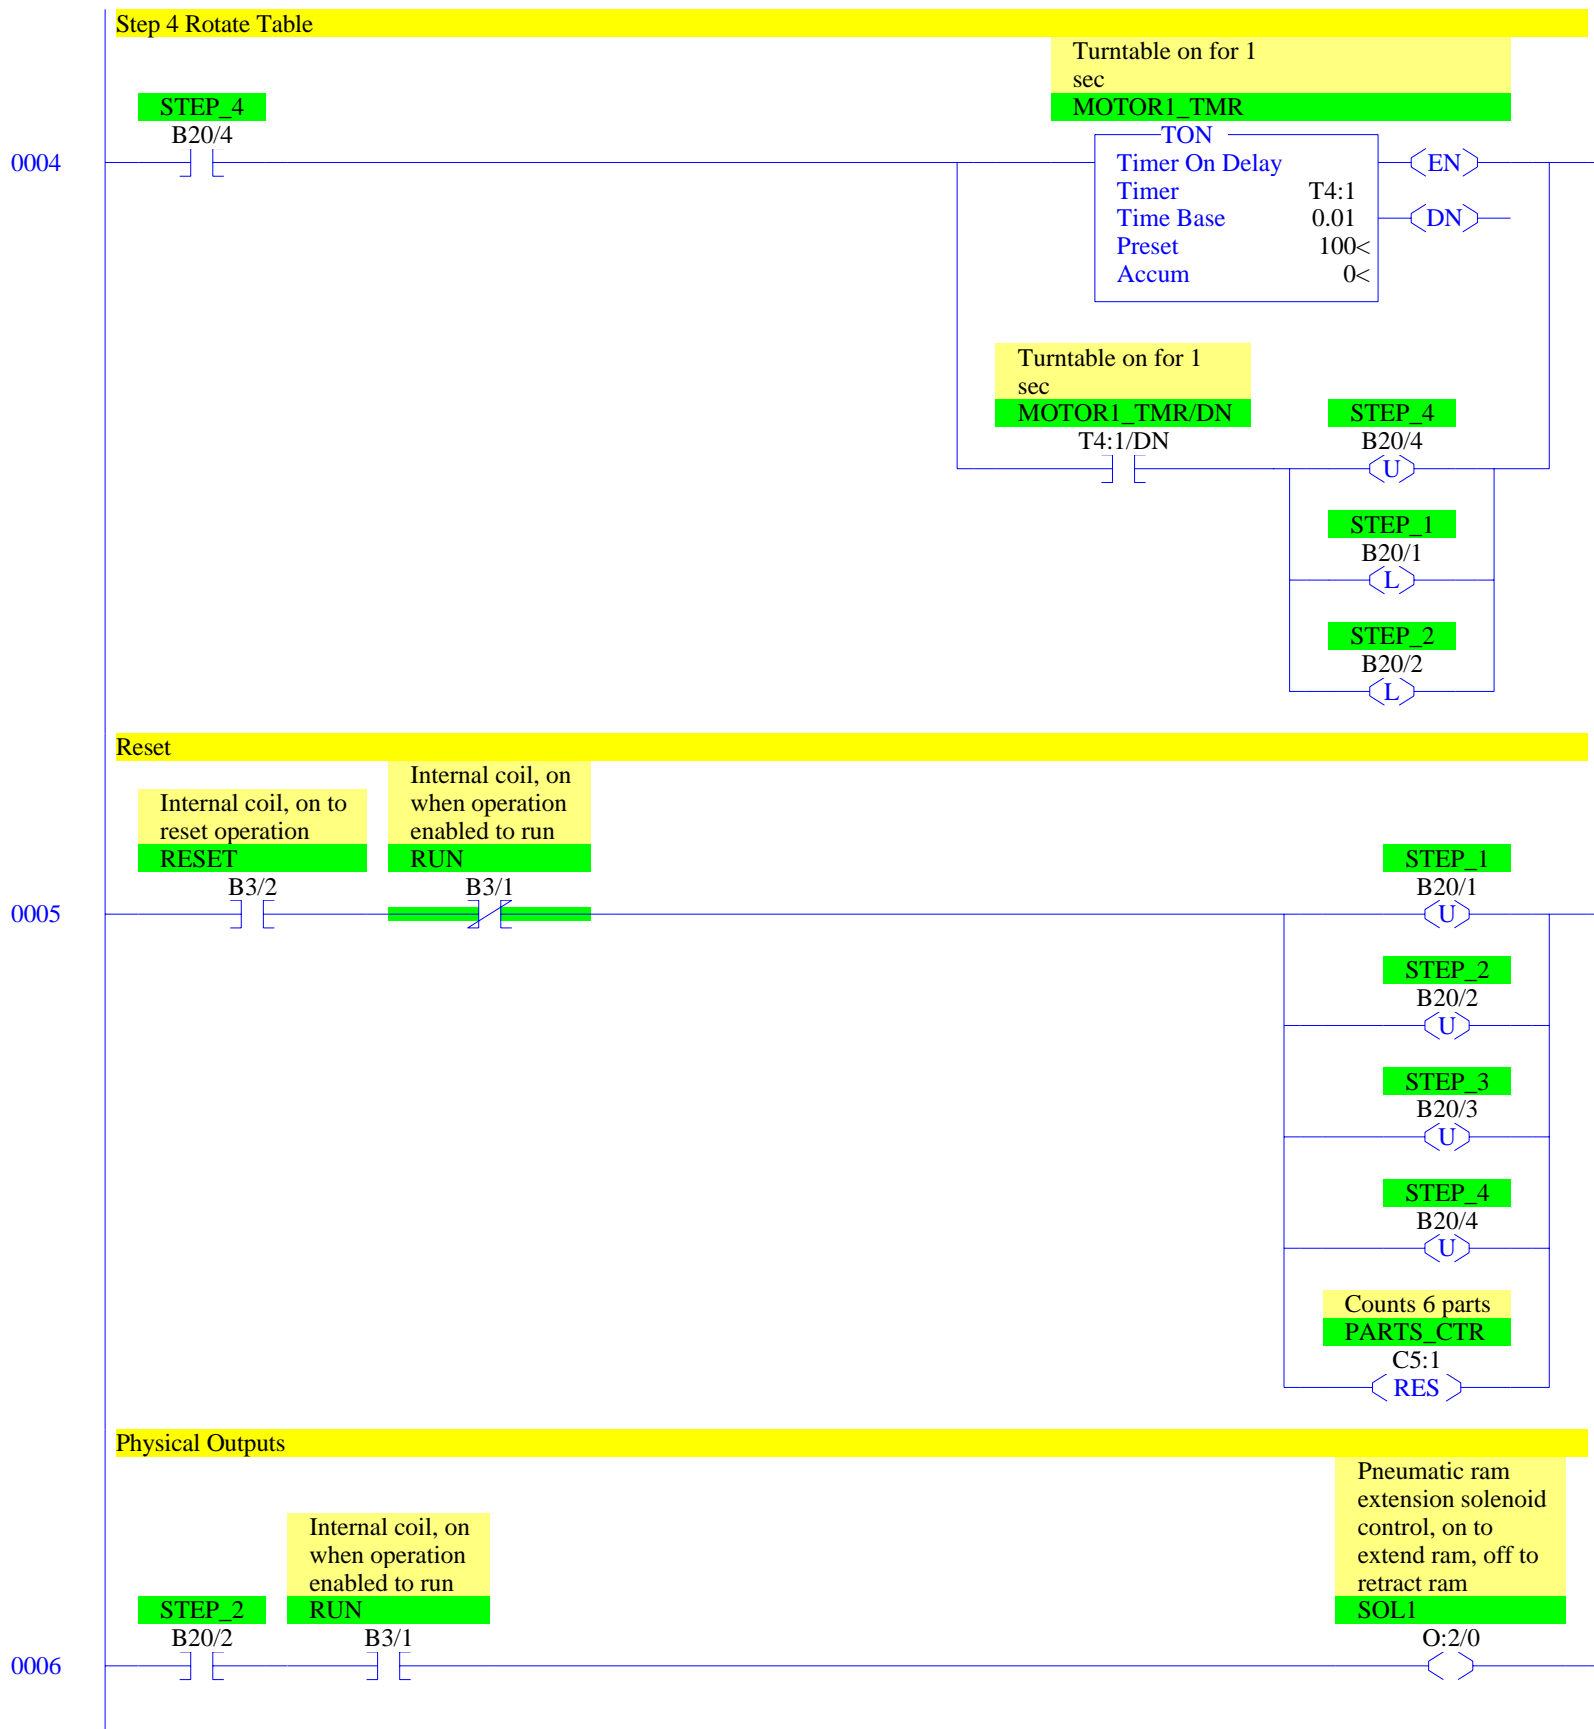 Step 4 Rotate Table
Turntable on for 1
sec
STEP_4
MOTOR1_TMR
B20/4
TON
0004
Timer On Delay
EN
Timer T4:1
Time Base 0.01
DN
Preset 100<
Accum 0<
Turntable on for 1
sec
MOTOR1_TMR/DN
STEP_4
T4:1/DN
B20/4
U
STEP_1
B20/1
L
STEP_2
B20/2
L
Reset
Internal coil, on to
reset operation
RESET
B3/2
Internal coil, on
when operation
enabled to run
RUN
B3/1
0005
STEP_1
B20/1
U
STEP_2
B20/2
U
STEP_3
B20/3
U
STEP_4
B20/4
U
Counts 6 parts
PARTS_CTR
C5:1
RES
Physical Outputs
Pneumatic ram
extension solenoid
control, on to
extend ram, off to
retract ram
SOL1
O:2/0
Internal coil, on
when operation
enabled to run
RUN
B3/1
STEP_2
B20/2
0006